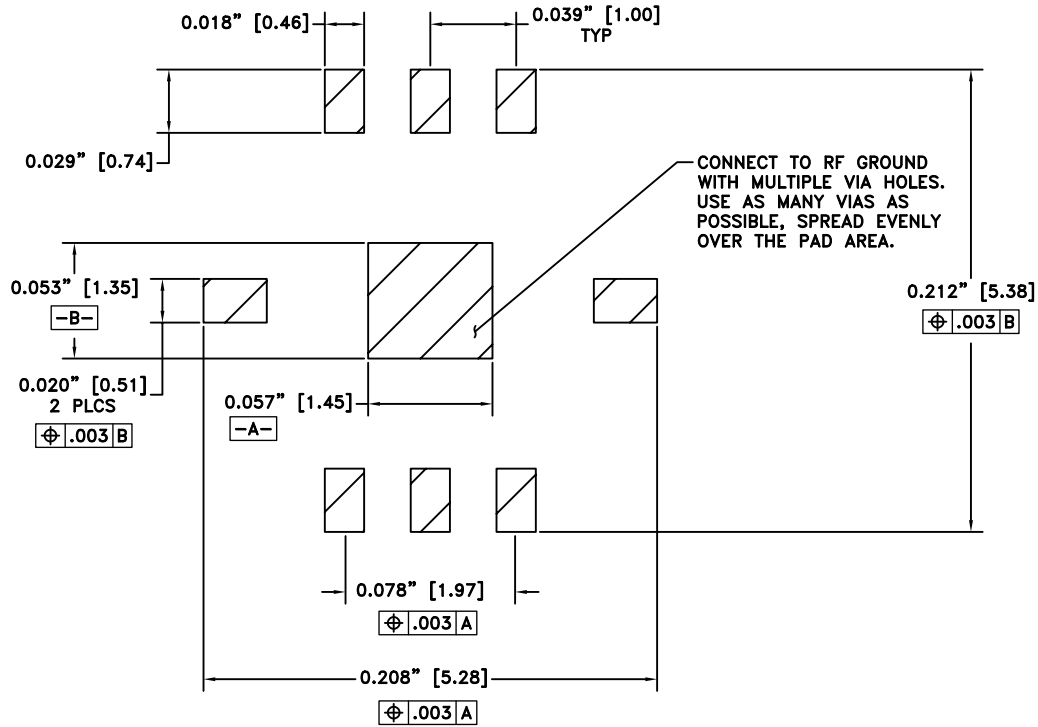 0.018” [0.46]
0.039” [1.00]
TYP
0.029” [0.74]
CONNECT TO RF GROUND
WITH MULTIPLE VIA HOLES.
USE AS MANY VIAS AS
POSSIBLE, SPREAD EVENLY
OVER THE PAD AREA.
0.053” [1.35]
-B-
0.212” [5.38]
⌖ .003 B
0.020” [0.51]
2 PLCS
⌖ .003 B
0.057” [1.45]
-A-
0.078” [1.97]
⌖ .003 A
0.208” [5.28]
⌖ .003 A